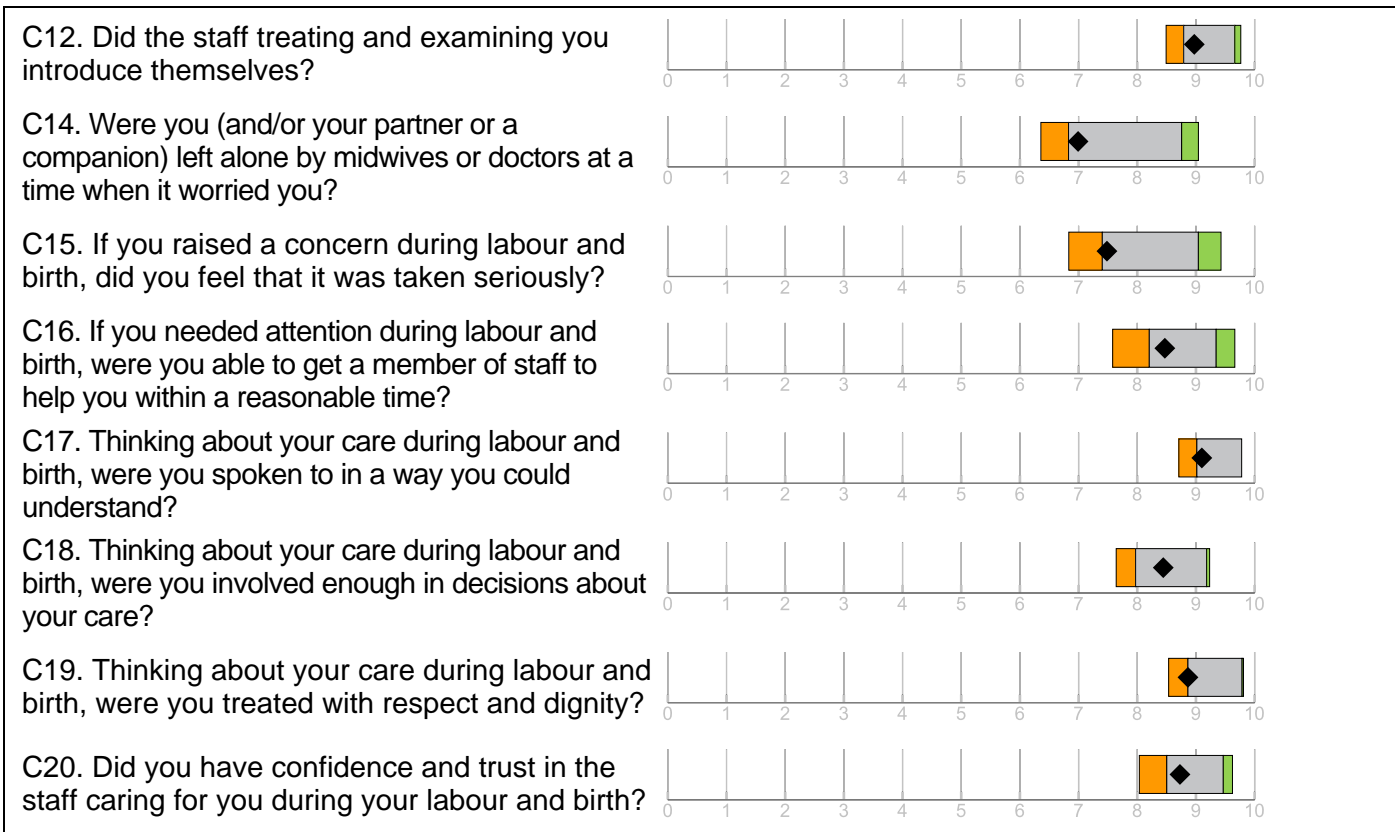 C12. Did the staff treating and examining you
introduce themselves?
0 1 2 3 4 5 6 7 8 9 10
C14. Were you (and/or your partner or a
companion) left alone by midwives or doctors at a
time when it worried you?
0 1 2 3 4 5 6 7 8 9 10
C15. If you raised a concern during labour and
birth, did you feel that it was taken seriously?
0 1 2 3 4 5 6 7 8 9 10
C16. If you needed attention during labour and
birth, were you able to get a member of staff to
help you within a reasonable time?
0 1 2 3 4 5 6 7 8 9 10
C17. Thinking about your care during labour and
birth, were you spoken to in a way you could
understand?
0 1 2 3 4 5 6 7 8 9 10
C18. Thinking about your care during labour and
birth, were you involved enough in decisions about
your care?
0 1 2 3 4 5 6 7 8 9 10
C19. Thinking about your care during labour and
birth, were you treated with respect and dignity?
0 1 2 3 4 5 6 7 8 9 10
C20. Did you have confidence and trust in the
staff caring for you during your labour and birth?
0 1 2 3 4 5 6 7 8 9 10